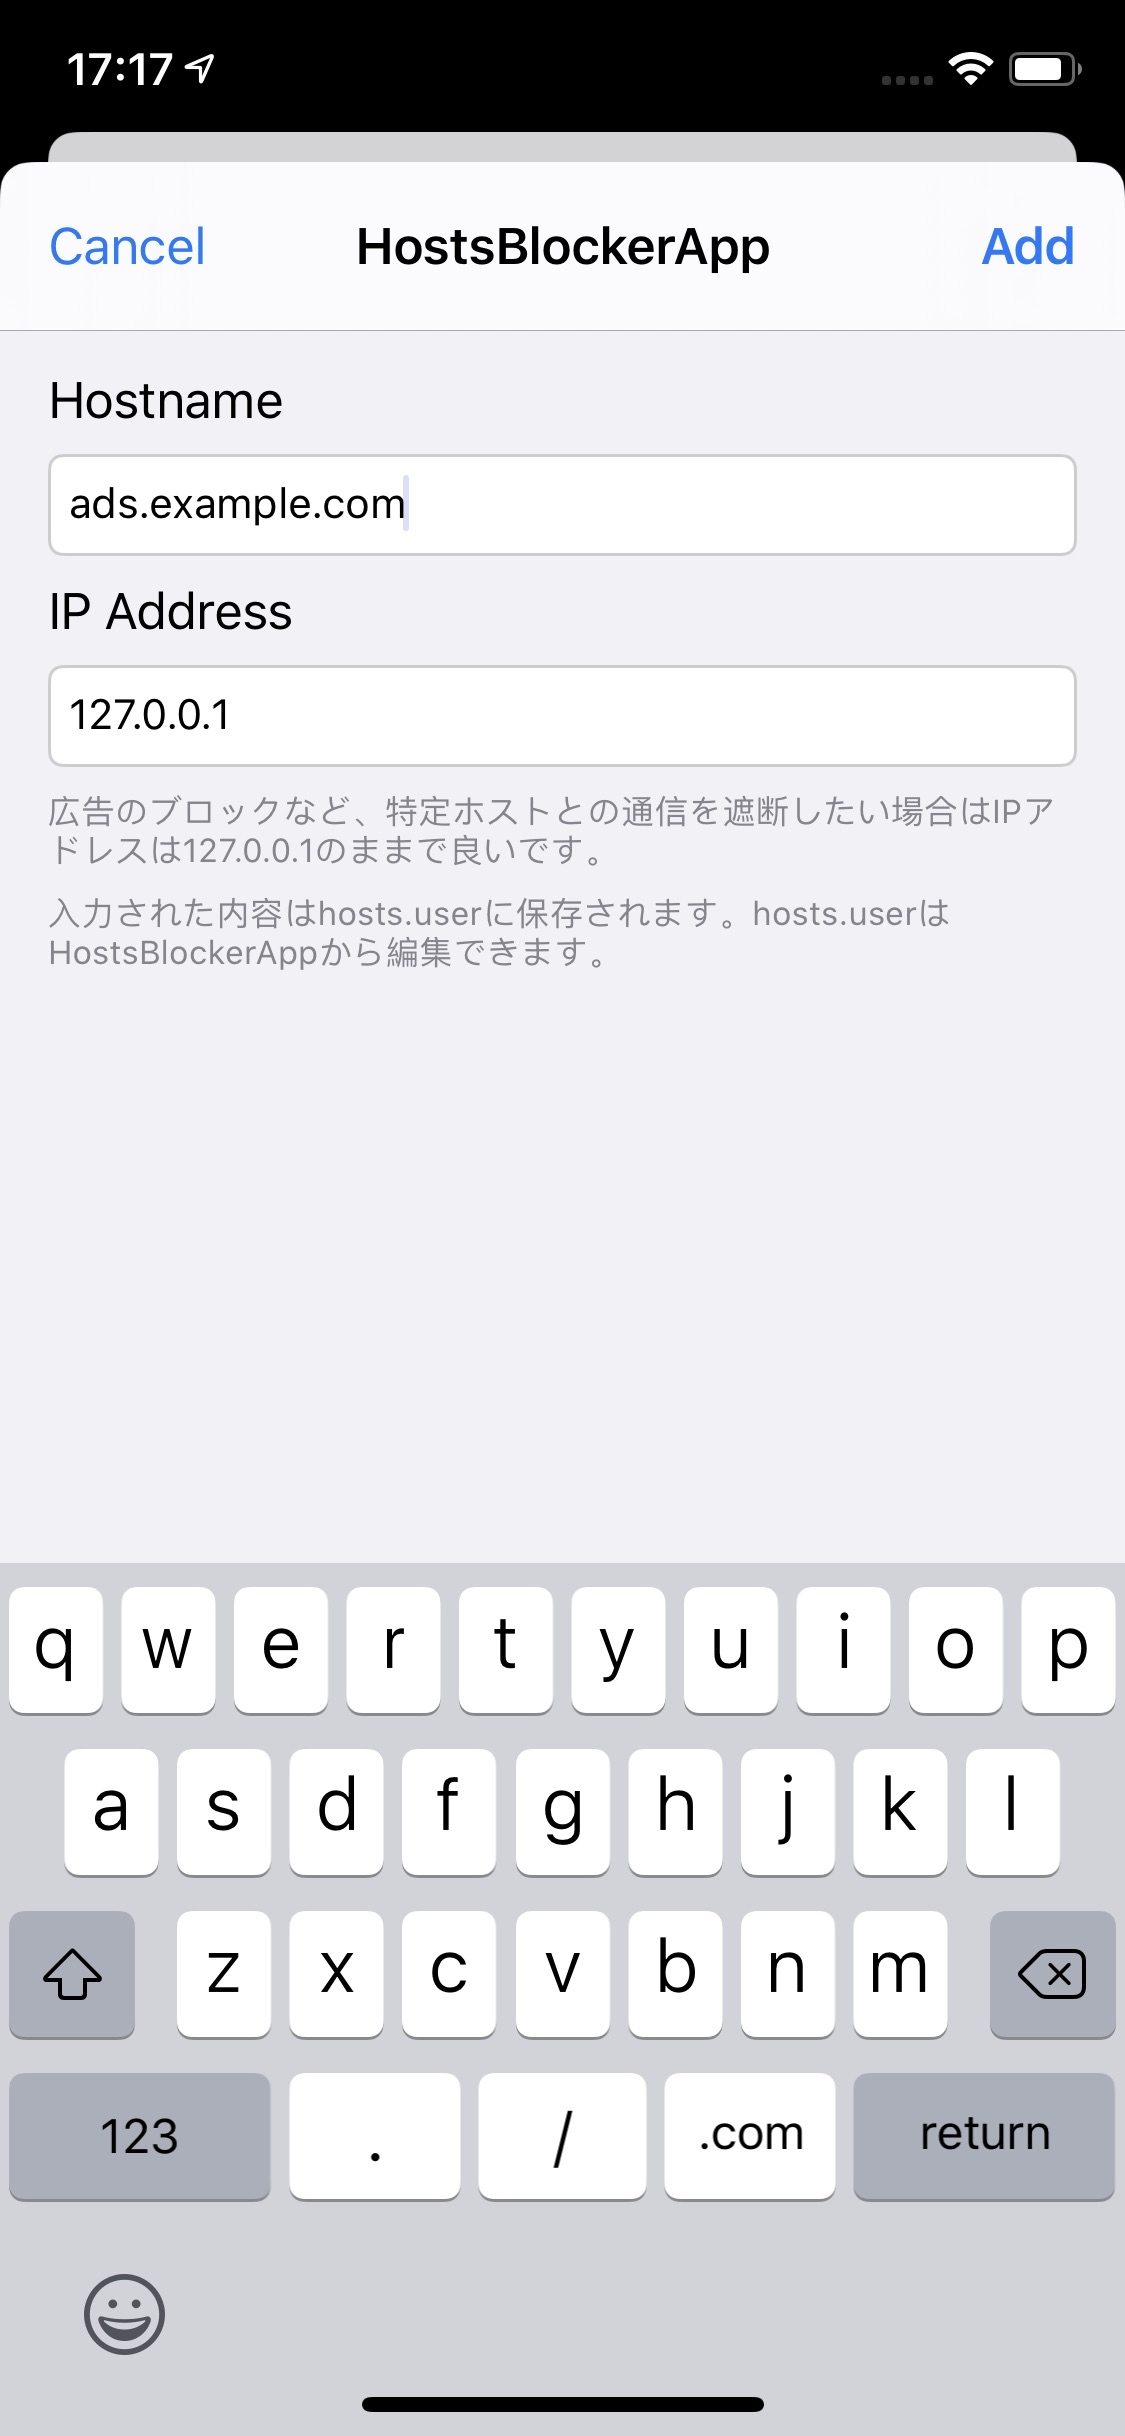 17:17
Cancel HostsBlockerApp Add
Hostname
ads.example.com
IP Address
127.0.0.1
広告のブロックなど、特定ホストとの通信を遮断したい場合はIPア
ドレスは127.0.0.1のままで良いです。
入力された内容はhosts.userに保存されます。hosts.userは
HostsBlockerAppから編集できます。
q w e r t y u i o p
a s d f g h j k l
z x c v b n m
123 . / .com return